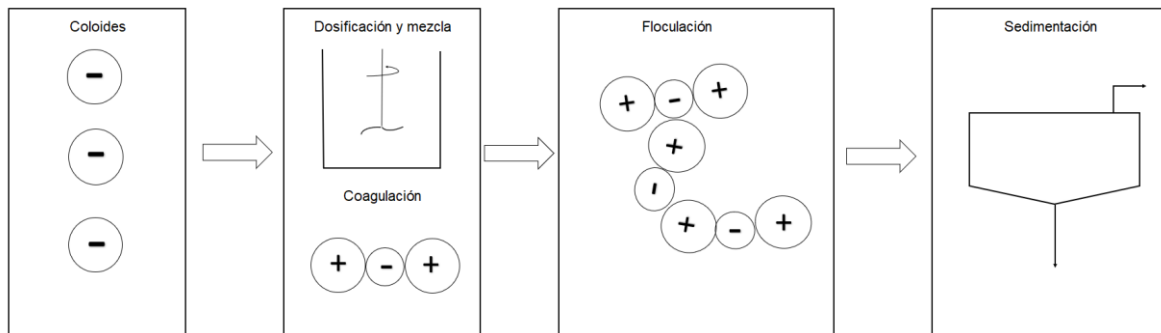 Coloides
Dosificación y mezcla
Coagulación
Floculación
Sedimentación